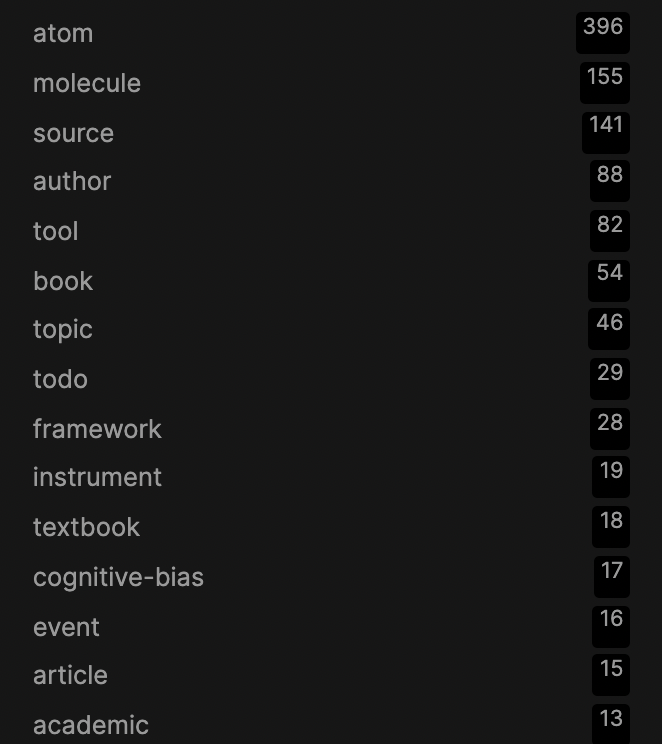 atom 396
molecule 155
source 141
author 88
tool 82
book 54
topic 46
todo 29
framework 28
instrument 19
textbook 18
cognitive-bias 17
event 16
article 15
academic 13